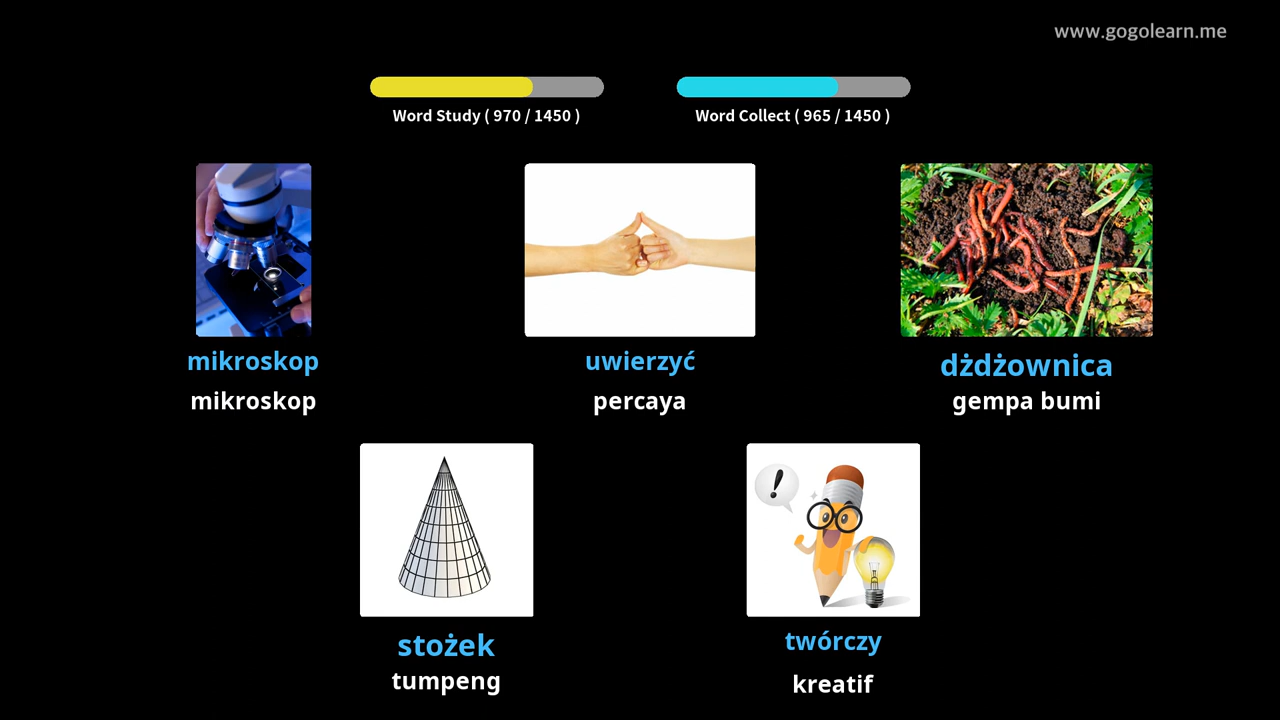 www.gogolearn.me
Word Study ( 970 / 1450 )
Word Collect ( 965 / 1450 )
mikroskop
mikroskop
uwierzyć
percaya
dżdżownica
gempa bumi
stożek
tumpeng
twórczy
kreatif